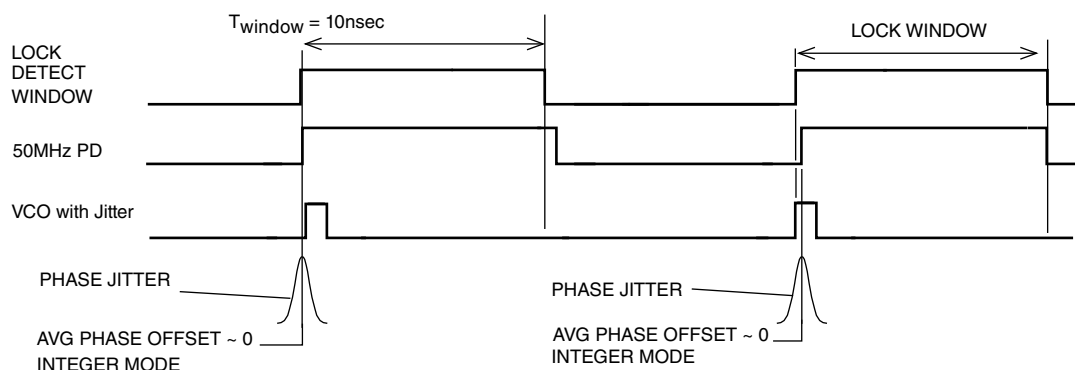 Twindow = 10nsec
LOCK WINDOW
LOCK
DETECT
WINDOW
50MHz PD
VCO with Jitter
PHASE JITTER
AVG PHASE OFFSET ~ 0
INTEGER MODE
PHASE JITTER
AVG PHASE OFFSET ~ 0
INTEGER MODE